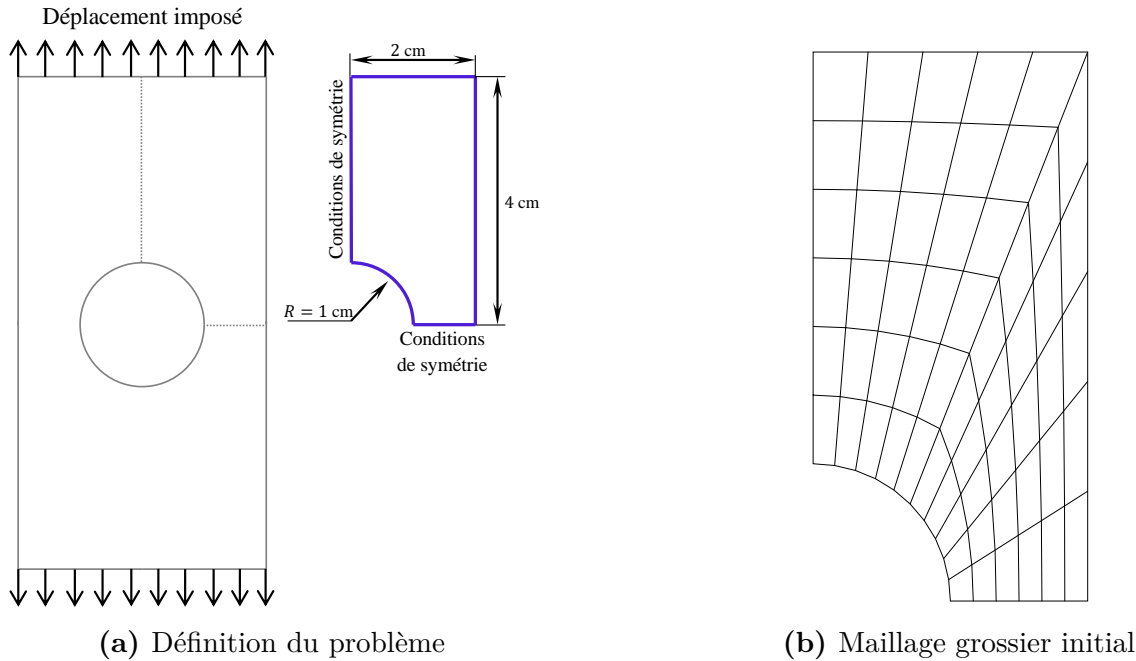 Déplacement imposé
2 cm
Conditions de symétrie
4 cm
R = 1 cm
Conditions
de symétrie
(a) Définition du problème
(b) Maillage grossier initial